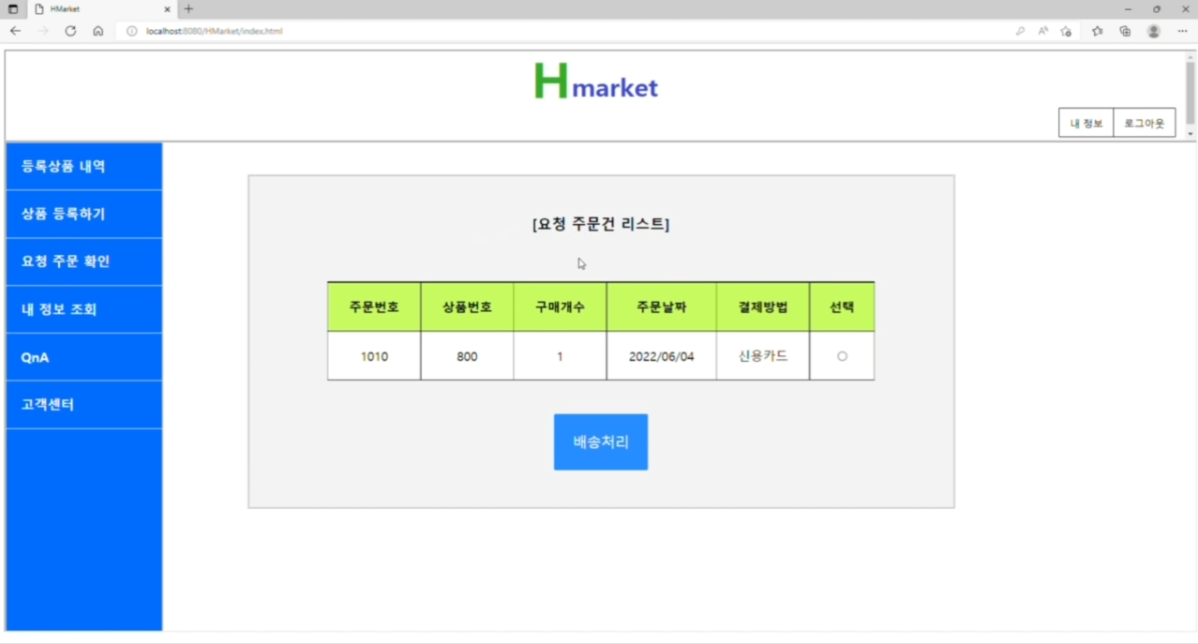 HMarket
localhost:8080/HMarket/index.html
Hmarket
내 정보
로그아웃
등록상품 내역
상품 등록하기
요청 주문 확인
내 정보 조회
QnA
고객센터
[요청 주문건 리스트]
주문번호 상품번호 구매개수 주문날짜 결제방법 선택
1010 800 1 2022/06/04 신용카드
배송처리